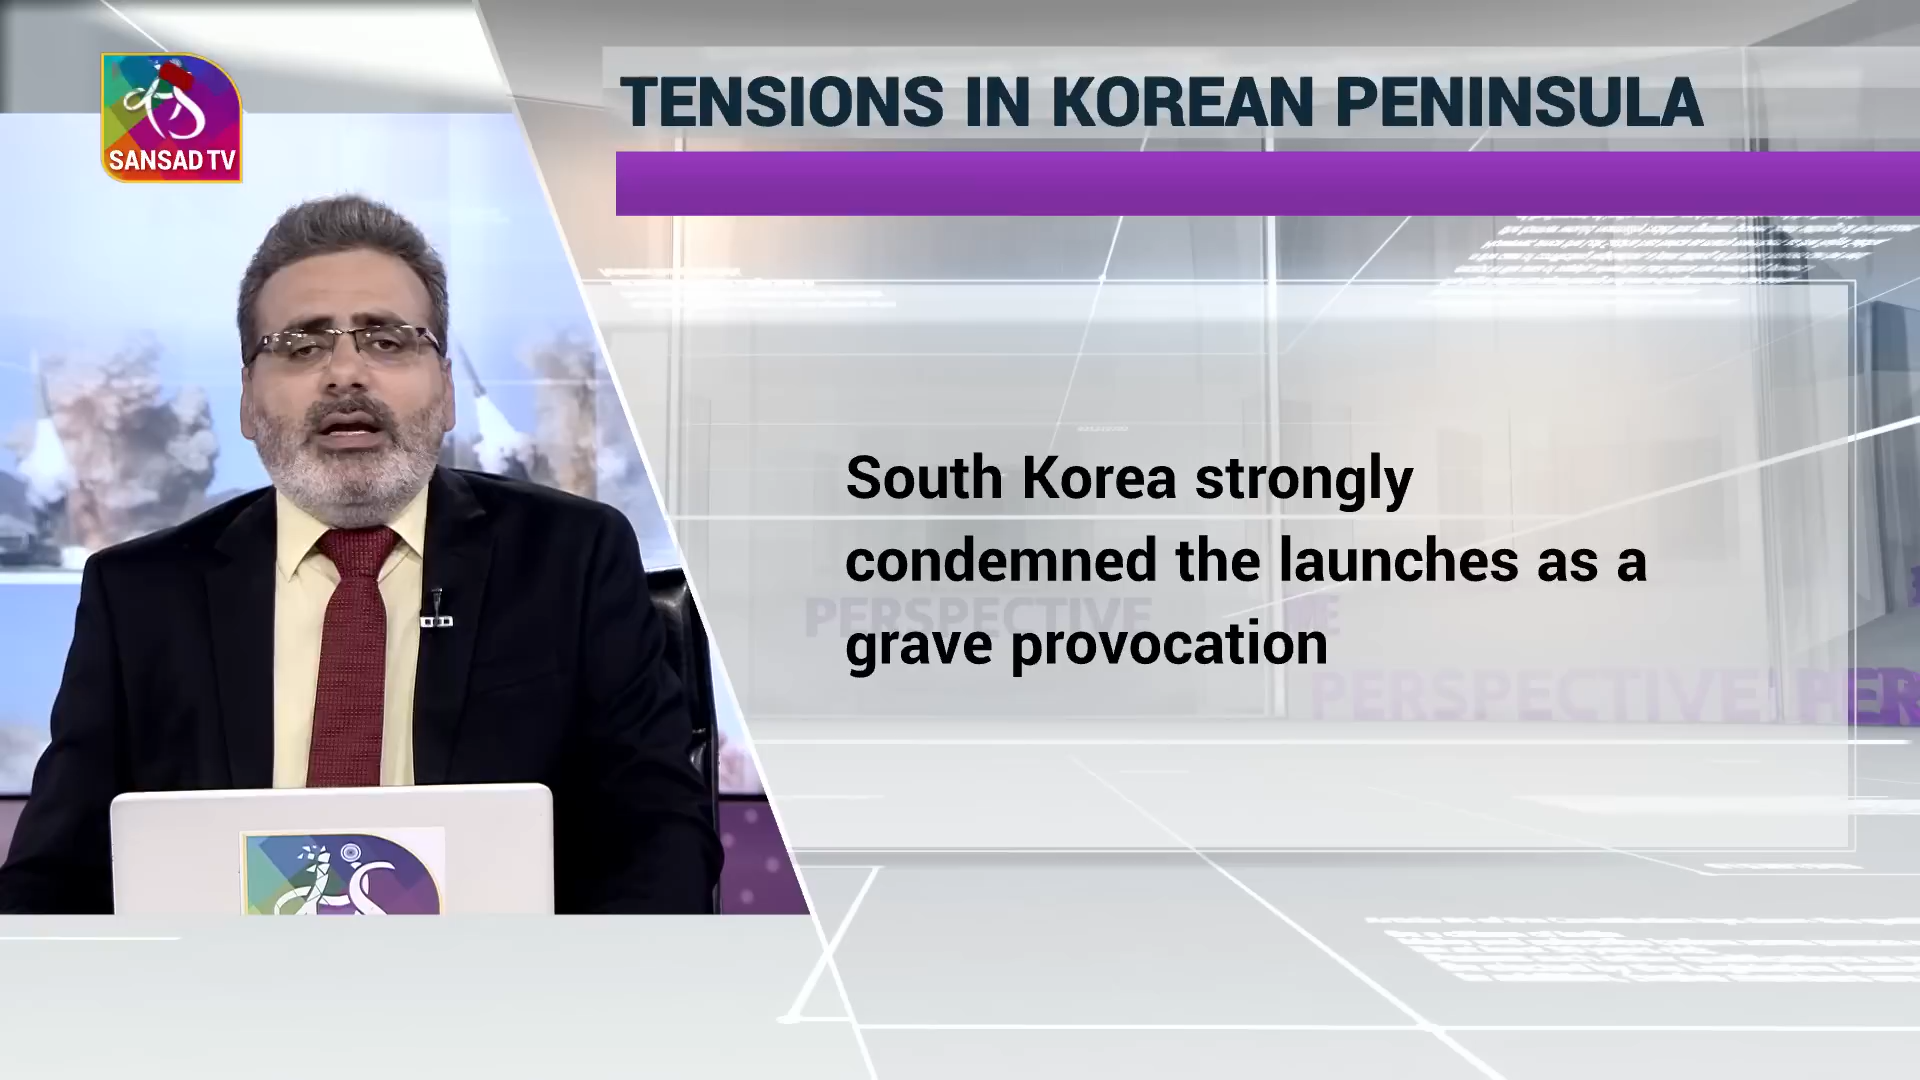 SANSAD TV
TENSIONS IN KOREAN PENINSULA
South Korea strongly
condemned the launches as a
grave provocation
PERSPECTIVE
PERSPECTIVE